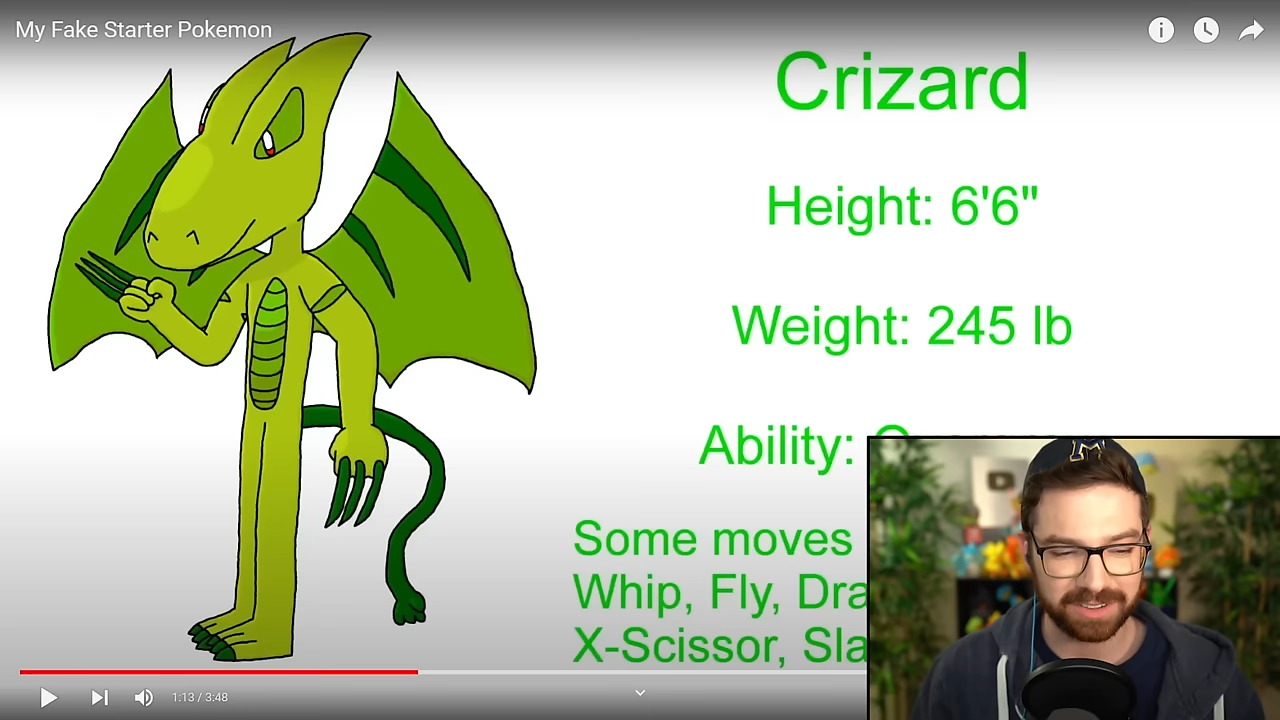 My Fake Starter Pokemon
Crizard
Height: 6'6"
Weight: 245 lb
Ability:
Some moves
Whip, Fly, Dra
X-Scissor, Sla
1:13 / 3:48
M